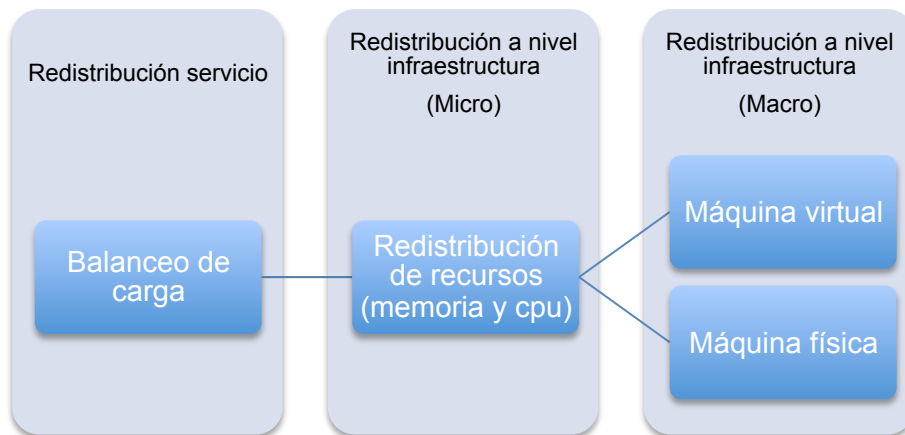 Redistribución servicio
Balanceo de
carga
Redistribución a nivel
infraestructura
(Micro)
Redistribución
de recursos
(memoria y cpu)
Redistribución a nivel
infraestructura
(Macro)
Máquina virtual
Máquina física